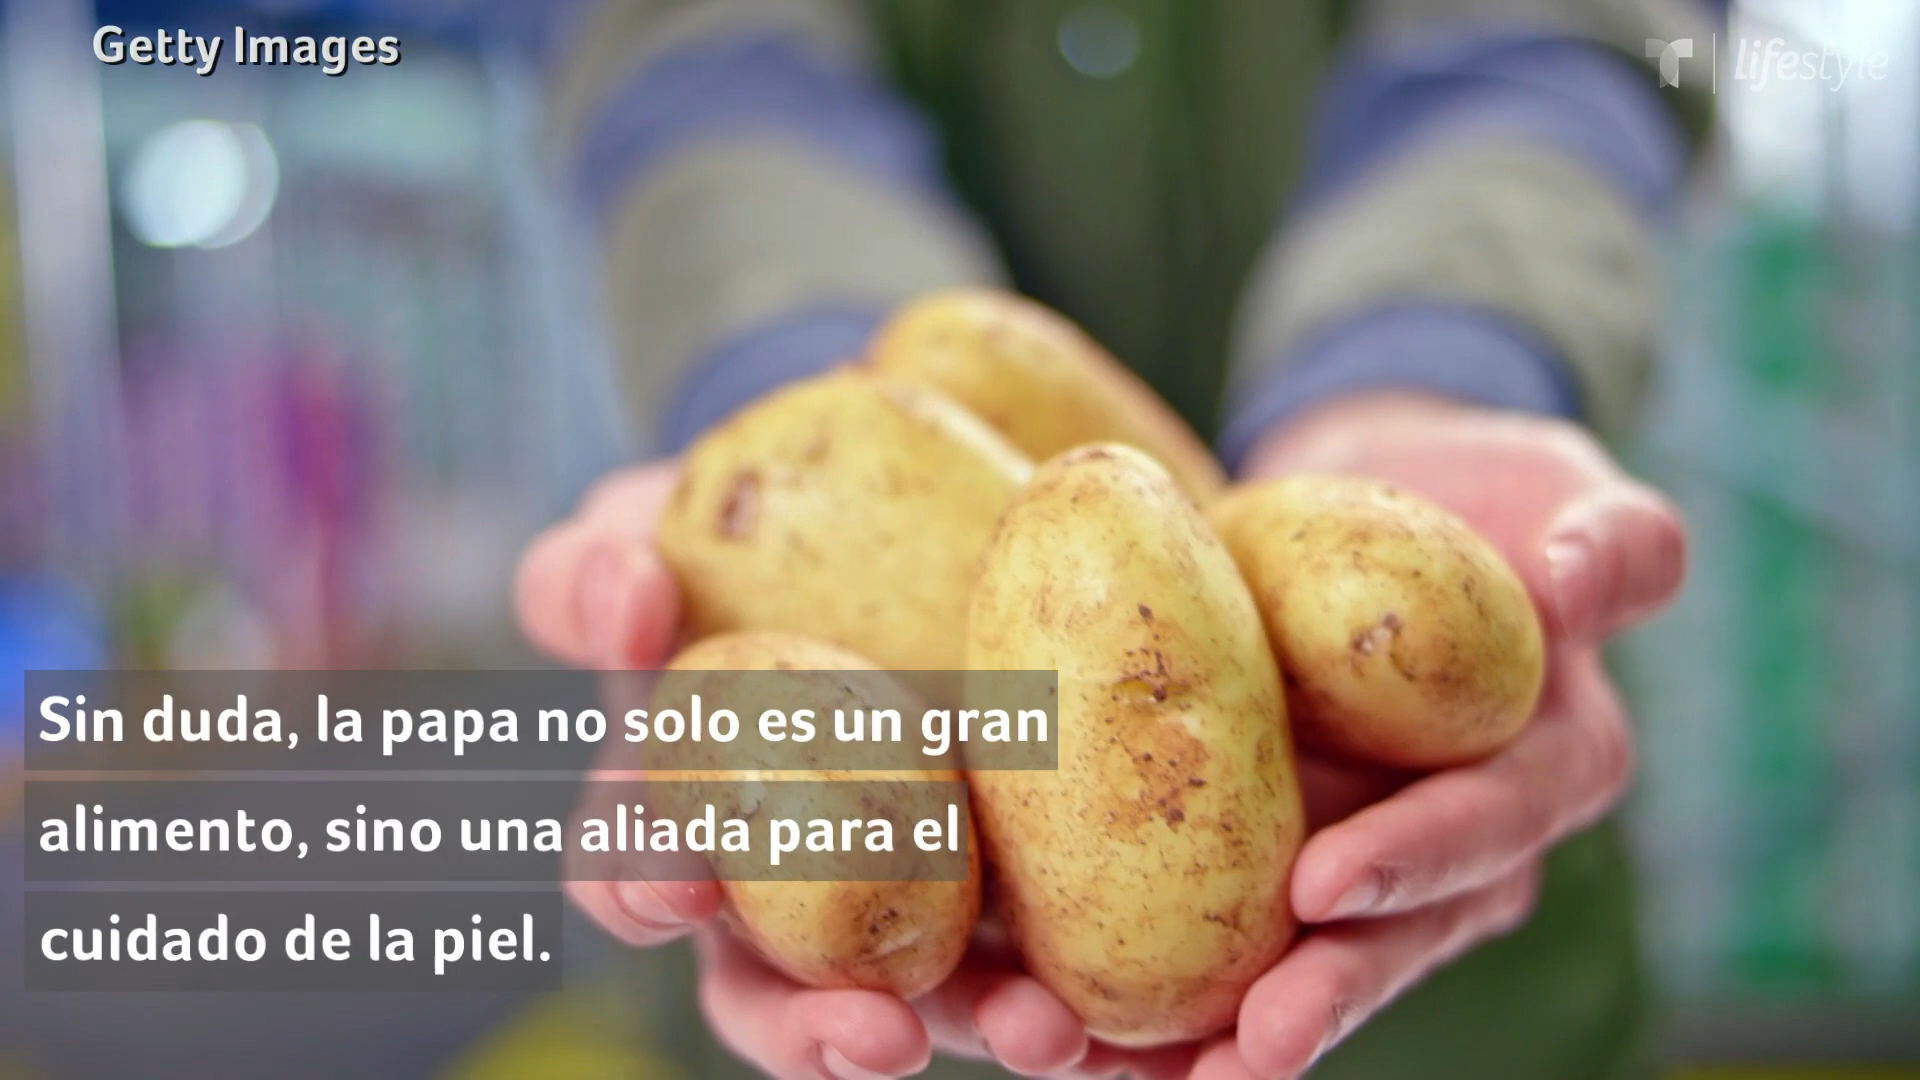 Getty Images
lifestyle
Sin duda, la papa no solo es un gran
alimento, sino una aliada para el
cuidado de la piel.